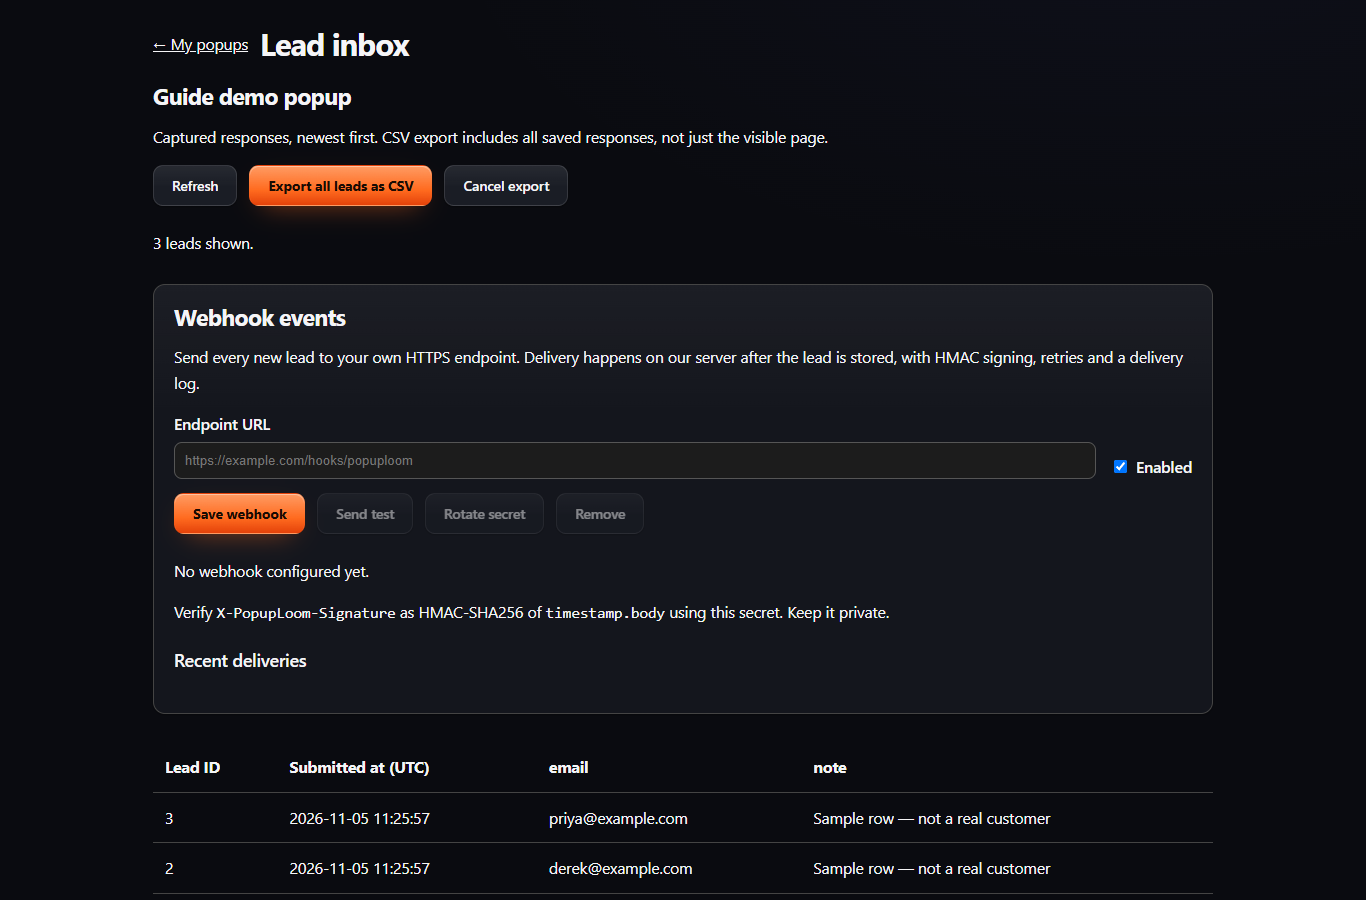 ← My popups Lead inbox
Guide demo popup
Captured responses, newest first. CSV export includes all saved responses, not just the visible page.
Refresh Export all leads as CSV Cancel export
3 leads shown.
Webhook events
Send every new lead to your own HTTPS endpoint. Delivery happens on our server after the lead is stored, with HMAC signing, retries and a delivery
log.
Endpoint URL
https://example.com/hooks/popuploom Enabled
Save webhook Send test Rotate secret Remove
No webhook configured yet.
Verify X-PopupLoom-Signature as HMAC-SHA256 of timestamp.body using this secret. Keep it private.
Recent deliveries
Lead ID Submitted at (UTC) email note
3 2026-11-05 11:25:57 priya@example.com Sample row — not a real customer
2 2026-11-05 11:25:57 derek@example.com Sample row — not a real customer